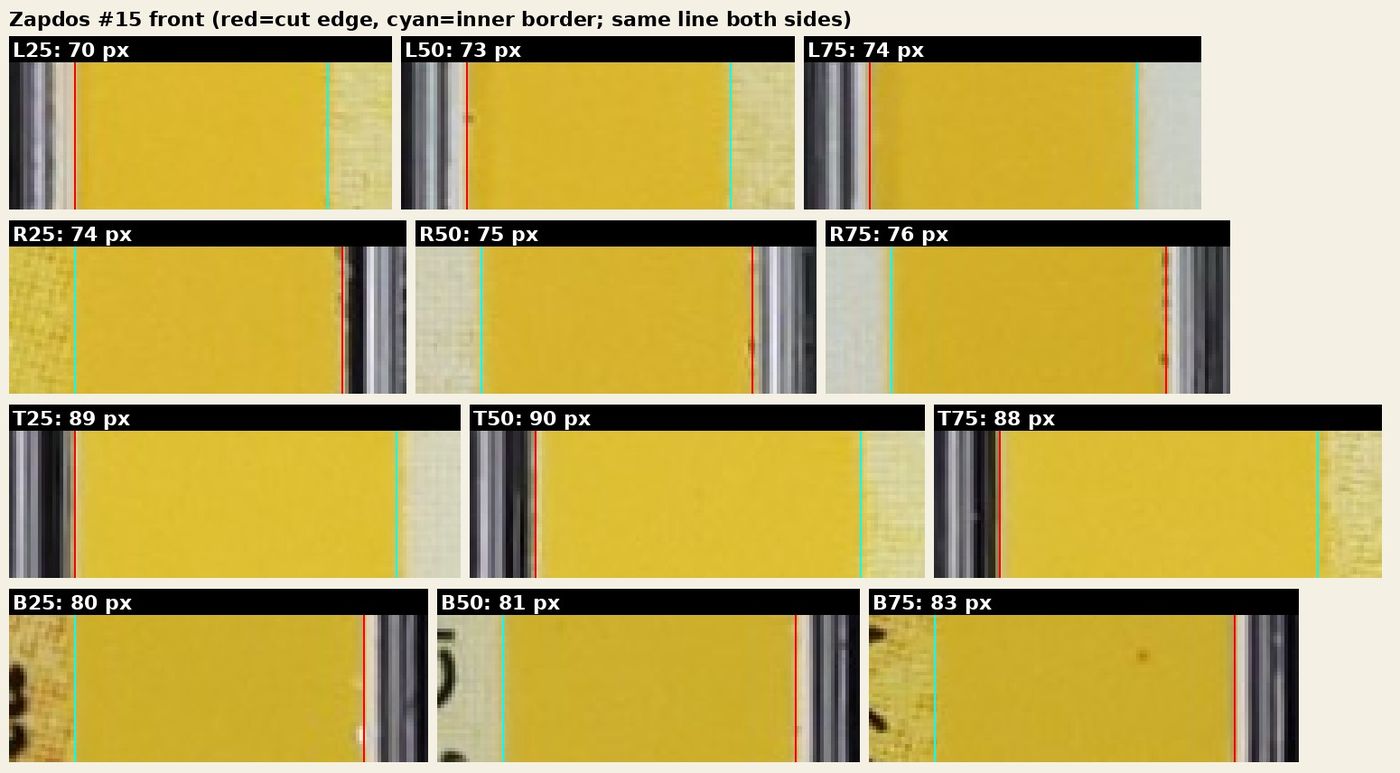 Zapdos #15 front (red=cut edge, cyan=inner border; same line both sides)
L25: 70 px
L50: 73 px
L75: 74 px
R25: 74 px
R50: 75 px
R75: 76 px
T25: 89 px
T50: 90 px
T75: 88 px
B25: 80 px
B50: 81 px
B75: 83 px